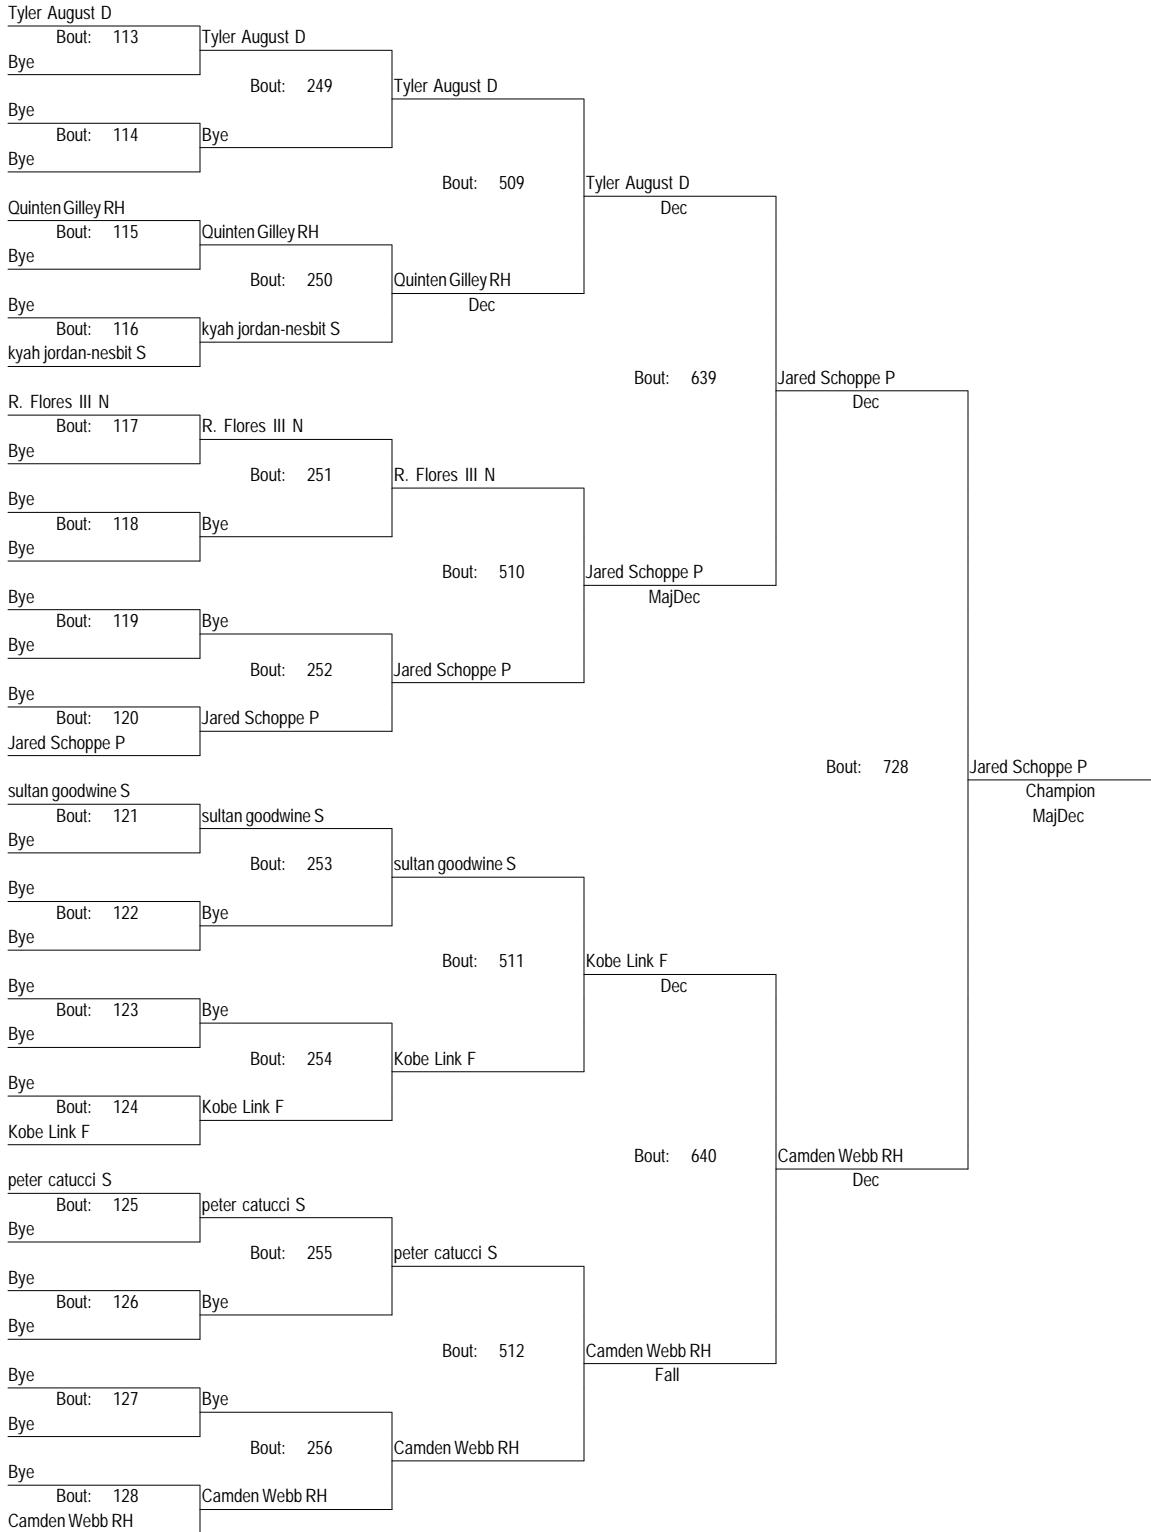 Tyler August D
Bout: 113 Tyler August D
Bye
Bout: 249 Tyler August D
Bye
Bout: 114 Bye
Bye
Bout: 509 Tyler August D
Dec
Quinten Gilley RH
Bout: 115 Quinten Gilley RH
Bye
Bout: 250 Quinten Gilley RH
Dec
Bye
Bout: 116 kyah jordan-nesbit S
kyah jordan-nesbit S
Bout: 639 Jared Schoppe P
Dec
R. Flores III N
Bout: 117 R. Flores III N
Bye
Bout: 251 R. Flores III N
Bye
Bout: 118 Bye
Bye
Bout: 510 Jared Schoppe P
MajDec
Bye
Bout: 119 Bye
Bye
Bout: 252 Jared Schoppe P
Bye
Bout: 120 Jared Schoppe P
Jared Schoppe P
Bout: 728 Jared Schoppe P
Champion
MajDec
sultan goodwine S
Bout: 121 sultan goodwine S
Bye
Bout: 253 sultan goodwine S
Bye
Bout: 122 Bye
Bye
Bout: 511 Kobe Link F
Dec
Bye
Bout: 123 Bye
Bye
Bout: 254 Kobe Link F
Bye
Bout: 124 Kobe Link F
Kobe Link F
Bout: 640 Camden Webb RH
Dec
peter catucci S
Bout: 125 peter catucci S
Bye
Bout: 255 peter catucci S
Bye
Bout: 126 Bye
Bye
Bout: 512 Camden Webb RH
Fall
Bye
Bout: 127 Bye
Bye
Bout: 256 Camden Webb RH
Bye
Bout: 128 Camden Webb RH
Camden Webb RH